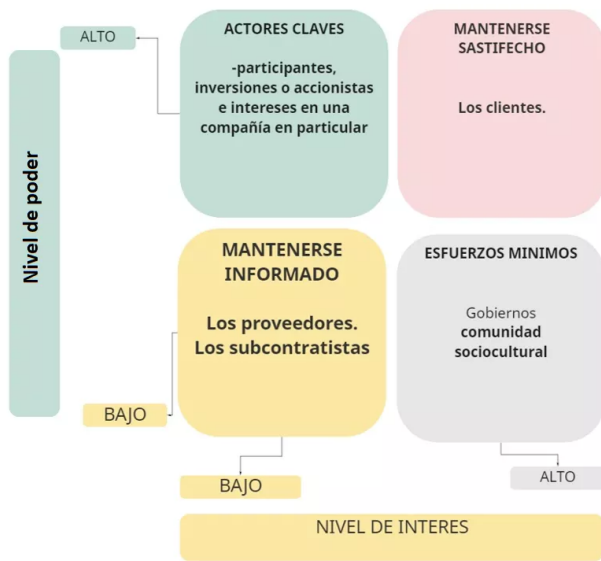 ALTO
ACTORES CLAVES
-participantes,
inversiones o accionistas
e intereses en una
compañía en particular
MANTENERSE
SASTIFECHO
Los clientes.
Nivel de poder
MANTENERSE
INFORMADO
Los proveedores.
Los subcontratistas
ESFUERZOS MINIMOS
Gobiernos
comunidad
sociocultural
BAJO
BAJO
ALTO
NIVEL DE INTERES